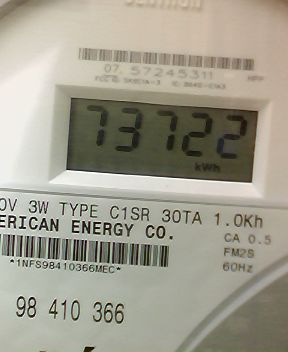 07 57245311
HPP
73722
kWh
0V 3W TYPE C1SR 30TA 1.0Kh
ERICAN ENERGY CO.
CA 0.5
FM2S
*1NFS98410366MEC*
60Hz
98 410 366